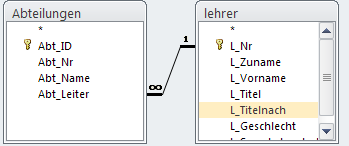 Abteilungen
*
Abt_ID
Abt_Nr
Abt_Name
Abt_Leiter
∞
1
lehrer
*
L_Nr
L_Zuname
L_Vorname
L_Titel
L_Titelnach
L_Geschlecht